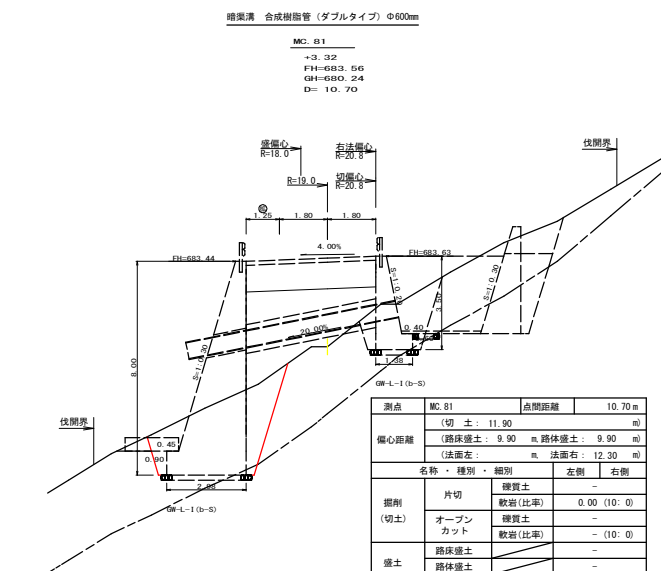 暗渠溝 合成樹脂管（ダブルタイプ）Φ600mm
MC. 81
+3. 32
FH=683. 56
GH=680. 24
D= 10. 70
盛偏心
R=18.0
右法偏心
R=20.8
伐開界
R=19.0
切偏心
R=20.8
1.25 1.80 1.80
4.00%
FH=683.44
FH=683.63
S=1:0.20
S=1:0.30
3.50
20.00%
0.40
8.00
S=1:0.30
1.38
GW-L-Ⅰ(b-S)
伐開界
0.45
0.90
2.98
GW-L-Ⅰ(b-S)
測点 MC. 81 点間距離 10.70 m
偏心距離 （切 土： 11.90 m）
（路床盛土： 9.90 m, 路体盛土： 9.90 m）
（法面左： m, 法面右： 12.30 m）
名称 ・ 種別 ・ 細別 左側 右側
掘削 （切土） 片切 礫質土 -
軟岩(比率) 0.00 (10: 0)
オープンカット 礫質土 -
軟岩(比率) - (10: 0)
盛土 路床盛土 -
路体盛土 -